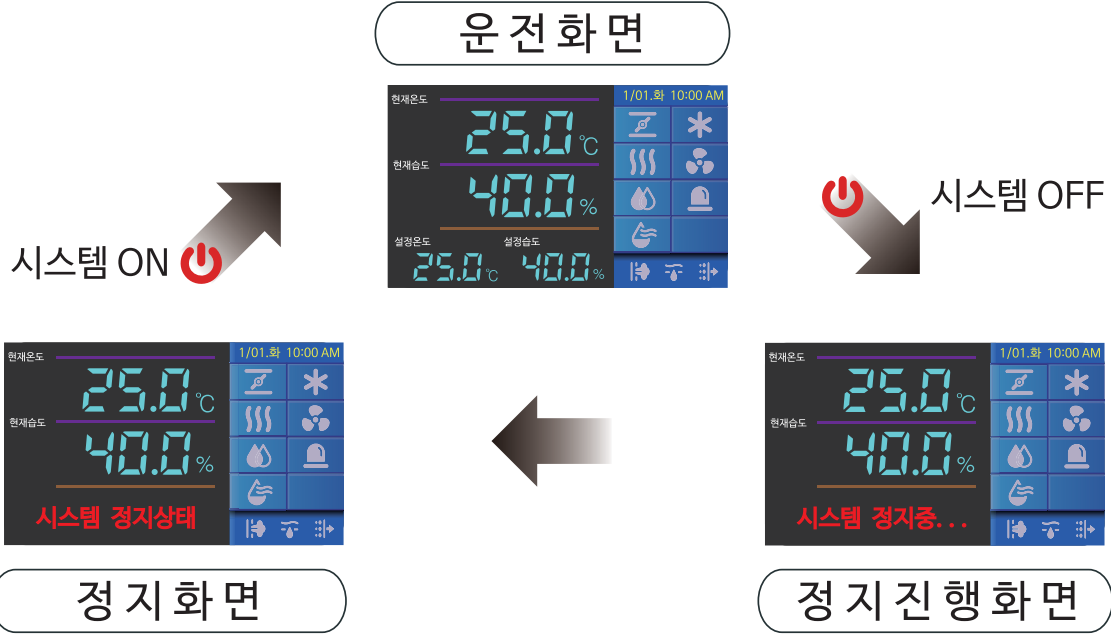 운전화면
현재온도
1/01.화 10:00 AM
25.0 ℃
현재습도
40.0 %
설정온도 설정습도
25.0 ℃ 40.0 %
시스템 ON
시스템 OFF
현재온도
1/01.화 10:00 AM
25.0 ℃
현재습도
40.0 %
시스템 정지상태
정지화면
현재온도
1/01.화 10:00 AM
25.0 ℃
현재습도
40.0 %
시스템 정지중...
정지진행화면